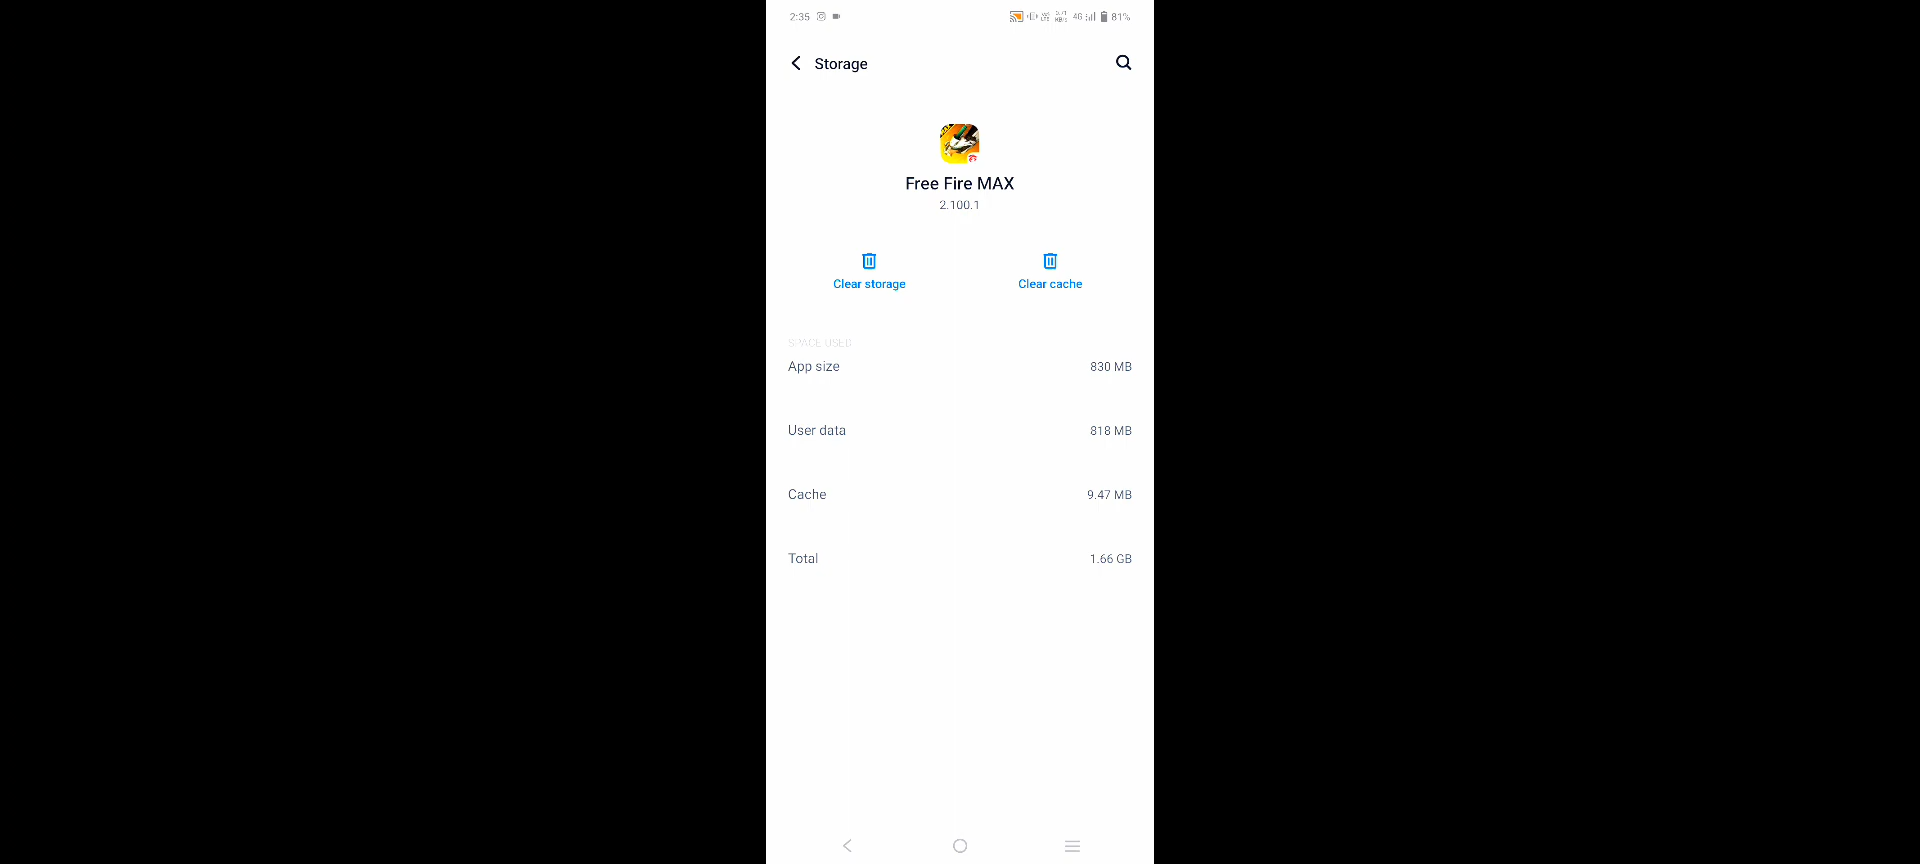 2:35 4G 81%
Storage
Free Fire MAX
2.100.1
Clear storage Clear cache
SPACE USED
App size 830 MB
User data 818 MB
Cache 9.47 MB
Total 1.66 GB